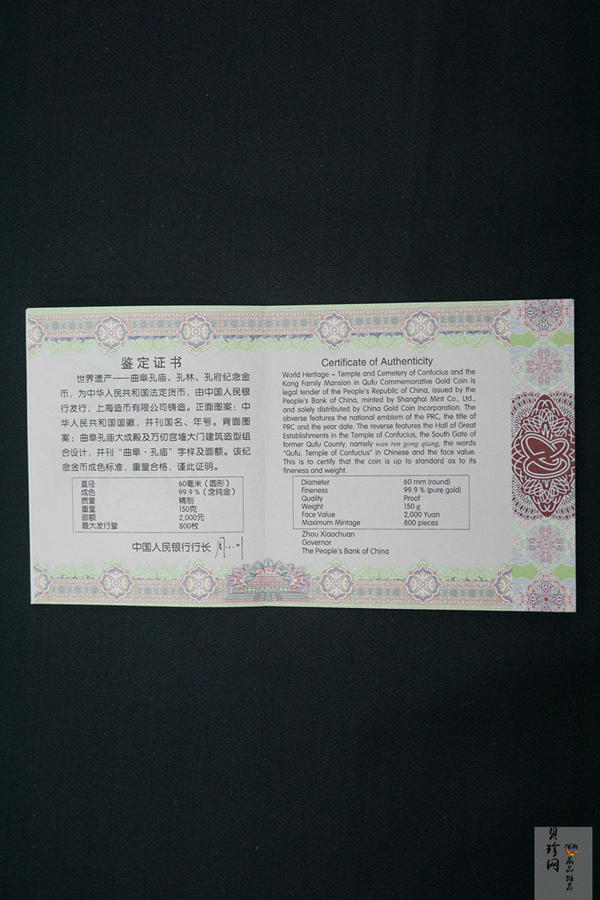 鉴定证书
世界遗产——曲阜孔庙、孔林、孔府纪念金
币，为中华人民共和国法定货币，由中国人民银
行发行，上海造币有限公司铸造。正面图案：中
华人民共和国国徽，并刊国名、年号。背面图
案：曲阜孔庙大成殿及万仞宫墙大门建筑造型组
合设计，并刊“曲阜·孔庙”字样及面额。该纪
念金币成色标准，重量合格，谨此证明。
直径 60毫米（圆形）
成色 99.9%（含纯金）
质量 精制
重量 150克
面额 2,000元
最大发行量 800枚
中国人民银行行长
Certificate of Authenticity
World Heritage – Temple and Cemetery of Confucius and the
Kong Family Mansion in Qufu Commemorative Gold Coin is
legal tender of the People's Republic of China, issued by the
People's Bank of China, minted by Shanghai Mint Co., Ltd.,
and solely distributed by China Gold Coin Incorporation. The
obverse features the national emblem of the PRC, the title of
PRC and the year date. The reverse features the Hall of Great
Establishments in the Temple of Confucius, the South Gate of
former Qufu County, namely wan ren gong qiang, the words
"Qufu, Temple of Confucius" in Chinese and the face value.
This is to certify that the coin is up to standard as to its
fineness and weight.
Diameter 60 mm (round)
Fineness 99.9 % (pure gold)
Quality Proof
Weight 150 g
Face Value 2,000 Yuan
Maximum Mintage 800 pieces
Zhou Xiaochuan
Governor
The People's Bank of China
贝珍网